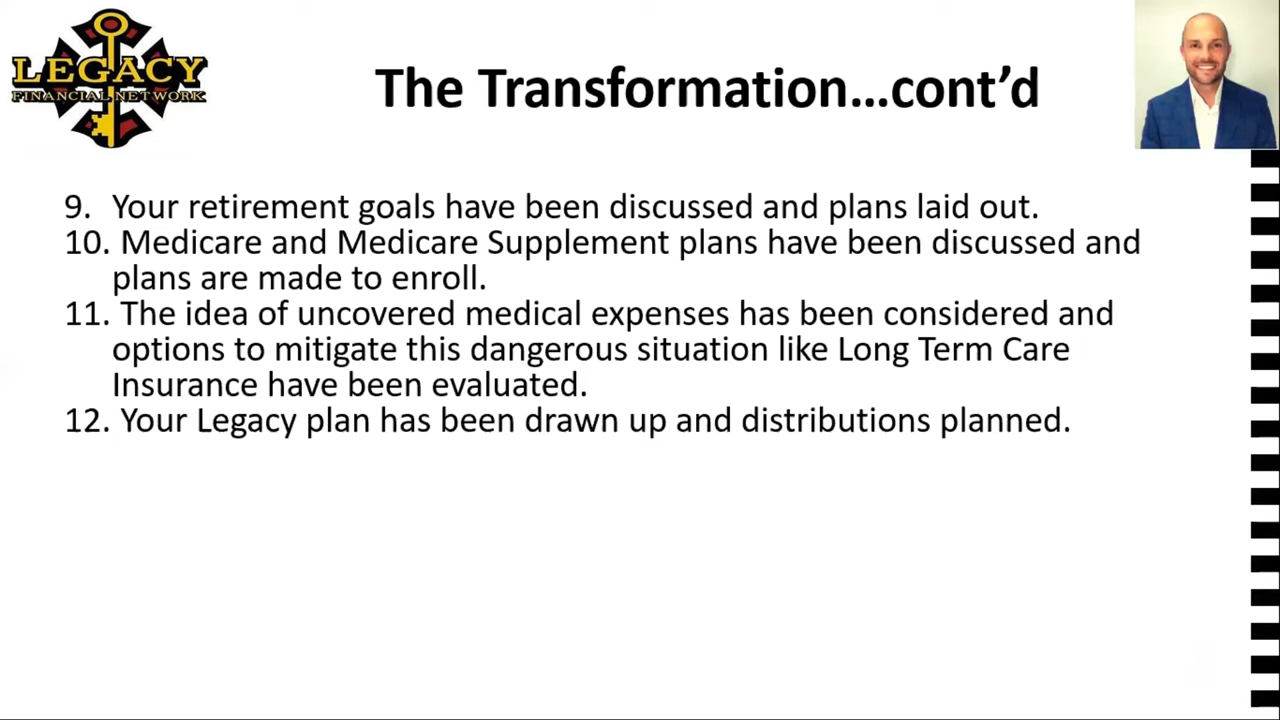 LEGACY
FINANCIAL NETWORK
The Transformation...cont'd
9. Your retirement goals have been discussed and plans laid out.
10. Medicare and Medicare Supplement plans have been discussed and
plans are made to enroll.
11. The idea of uncovered medical expenses has been considered and
options to mitigate this dangerous situation like Long Term Care
Insurance have been evaluated.
12. Your Legacy plan has been drawn up and distributions planned.